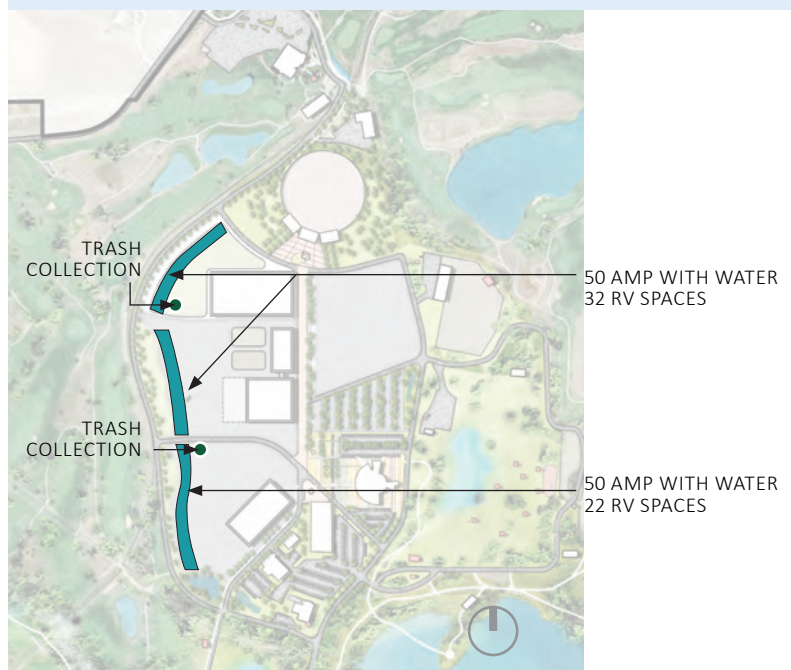 TRASH
COLLECTION
50 AMP WITH WATER
32 RV SPACES
TRASH
COLLECTION
50 AMP WITH WATER
22 RV SPACES